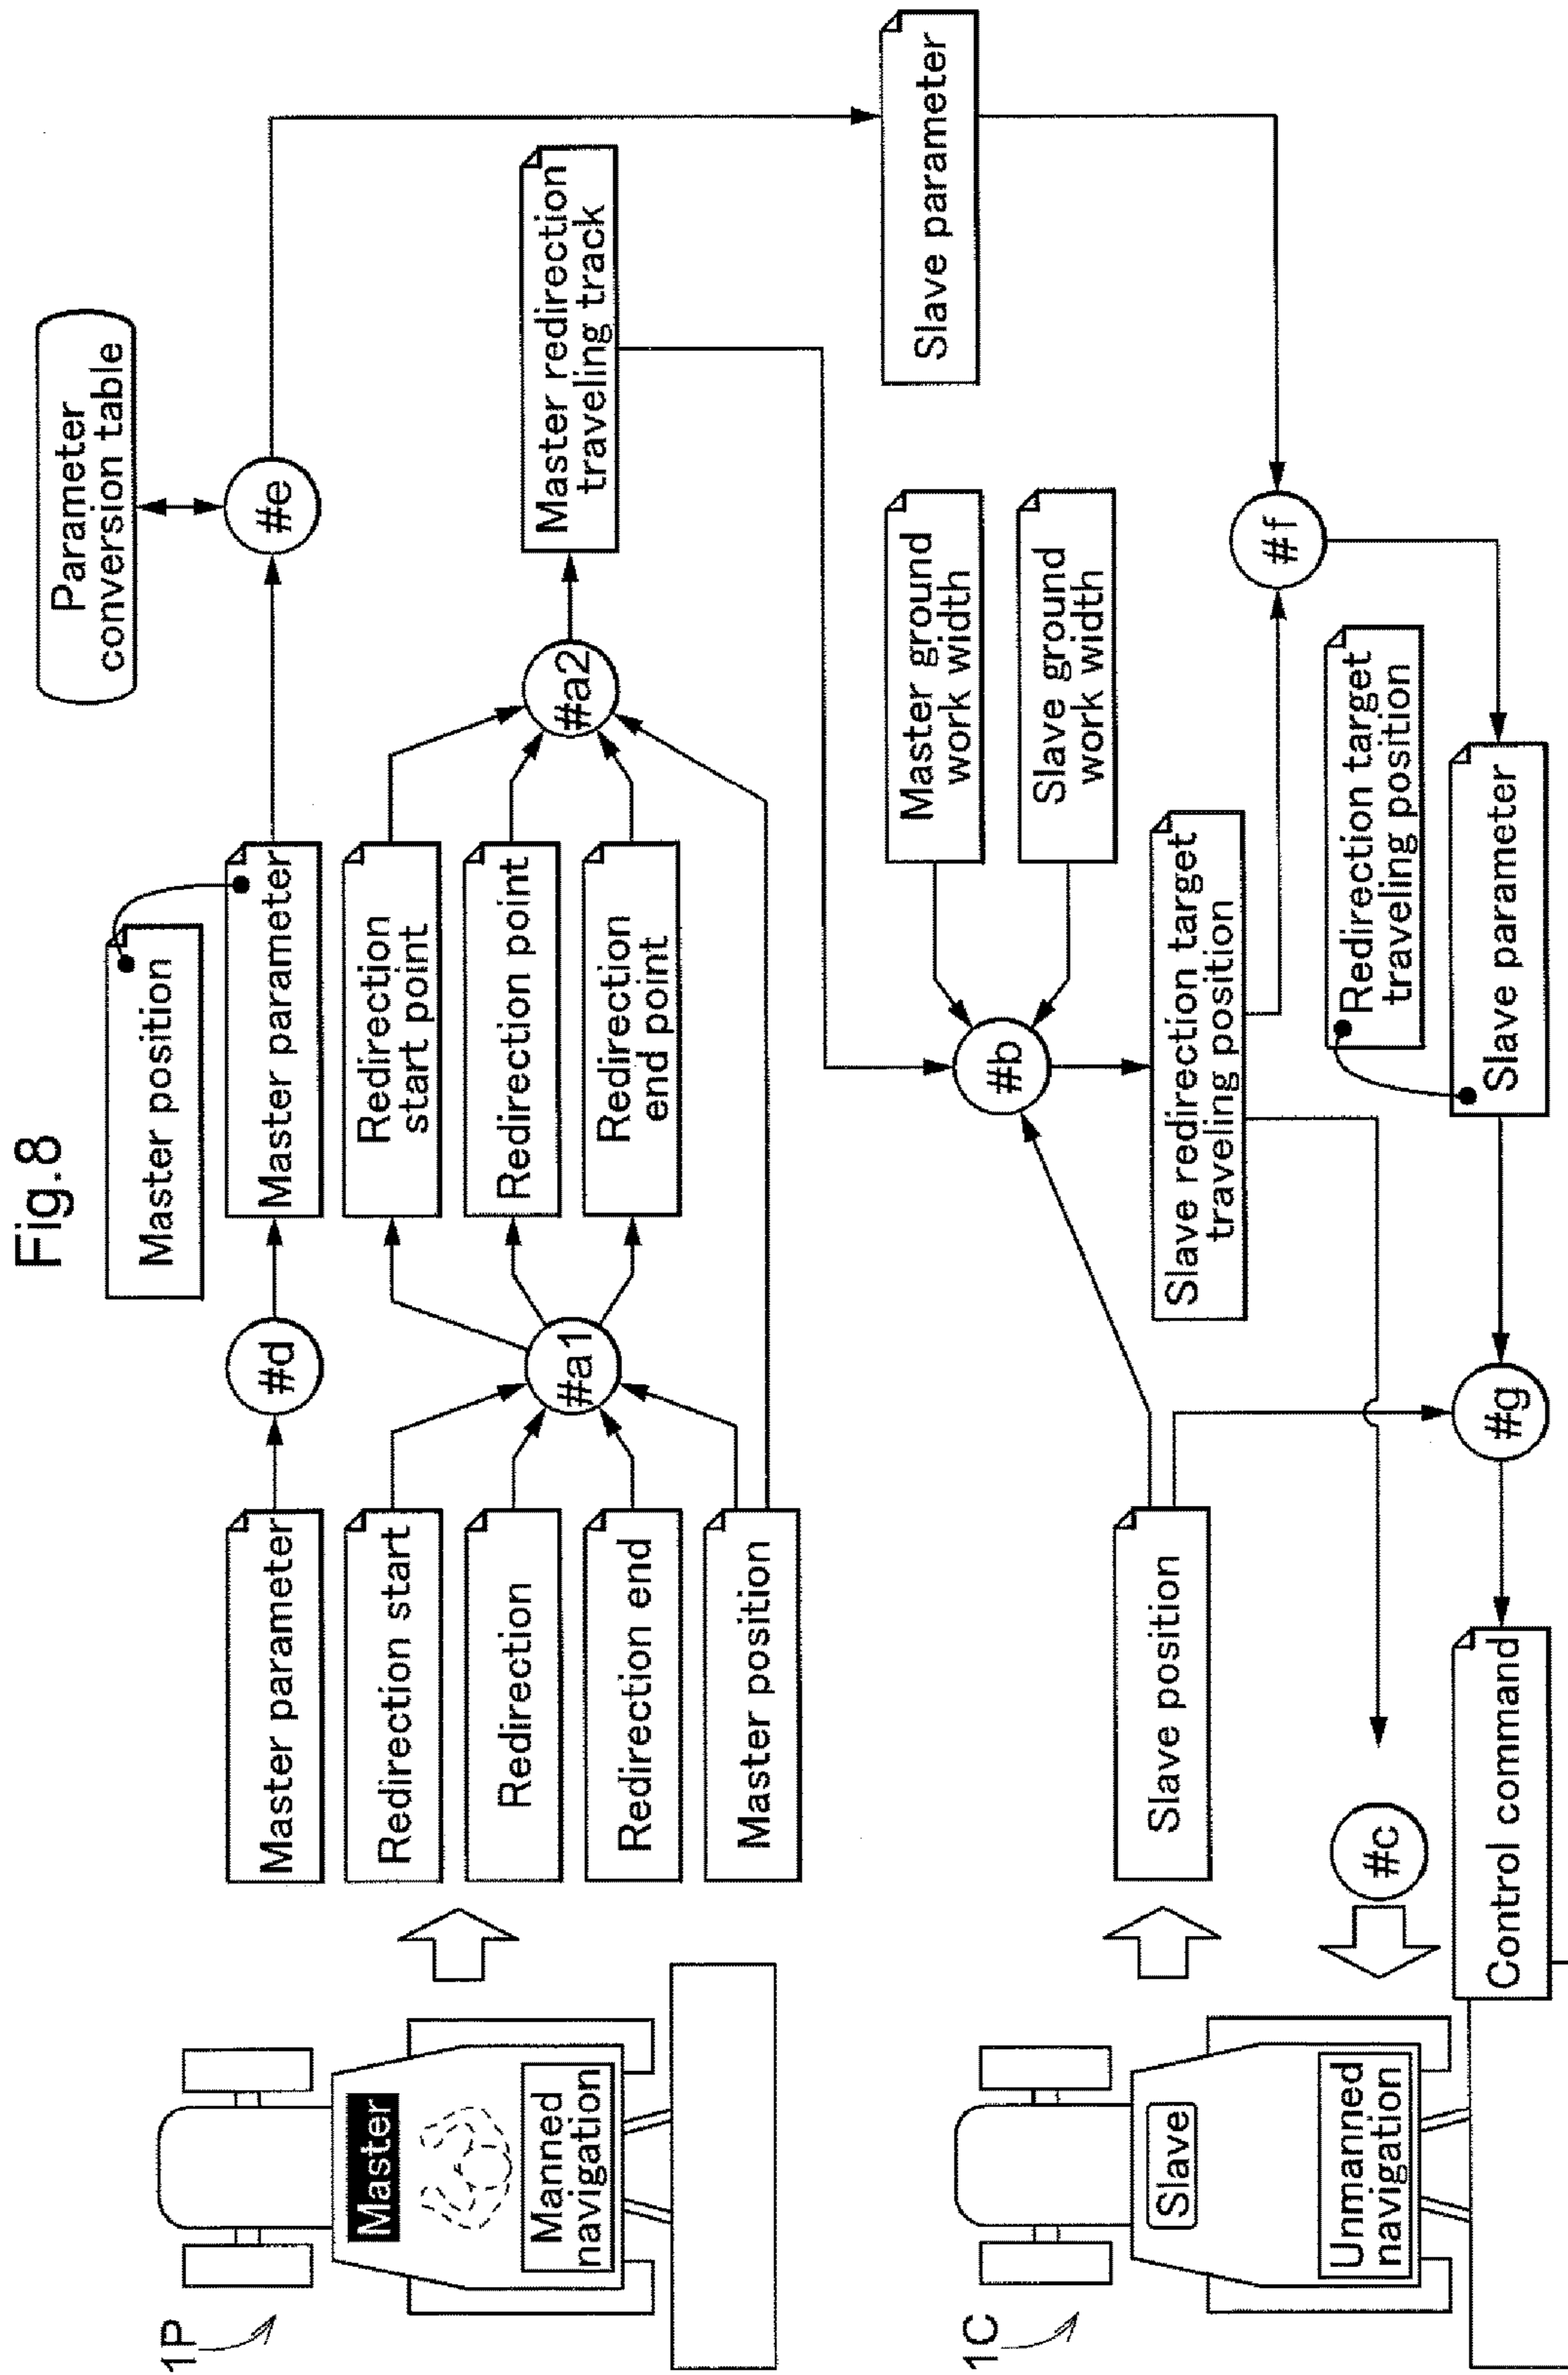 Fig.8
1P
Master
Manned
navigation
Master parameter
Redirection start
Redirection
Redirection end
Master position
#d
#a1
Master position
Master parameter
Redirection
start point
Redirection point
Redirection
end point
#a2
#e
Parameter
conversion table
Master redirection
traveling track
1C
Slave
Unmanned
navigation
Slave position
#c
Control command
#g
#b
Slave redirection target
traveling position
Master ground
work width
Slave ground
work width
Redirection target
traveling position
Slave parameter
#f
Slave parameter